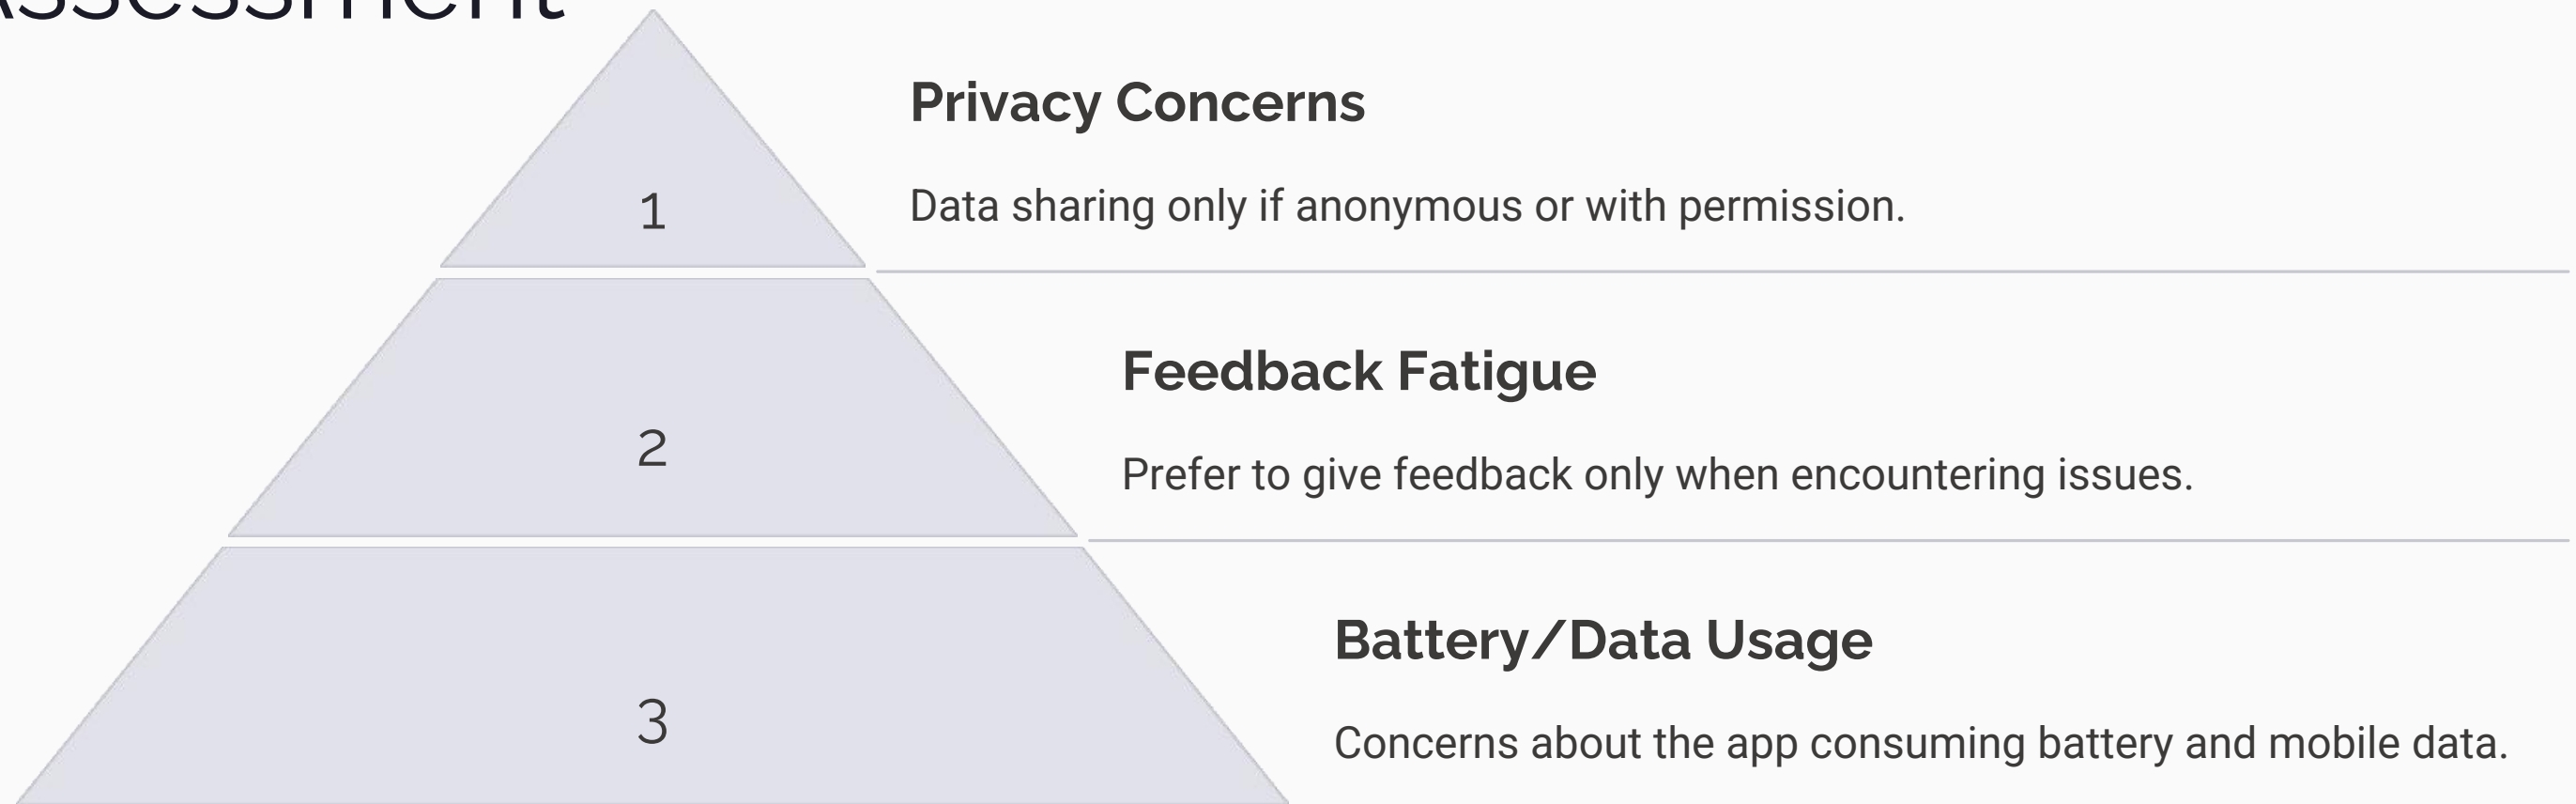 Assessment
1
Privacy Concerns
Data sharing only if anonymous or with permission.
2
Feedback Fatigue
Prefer to give feedback only when encountering issues.
3
Battery/Data Usage
Concerns about the app consuming battery and mobile data.